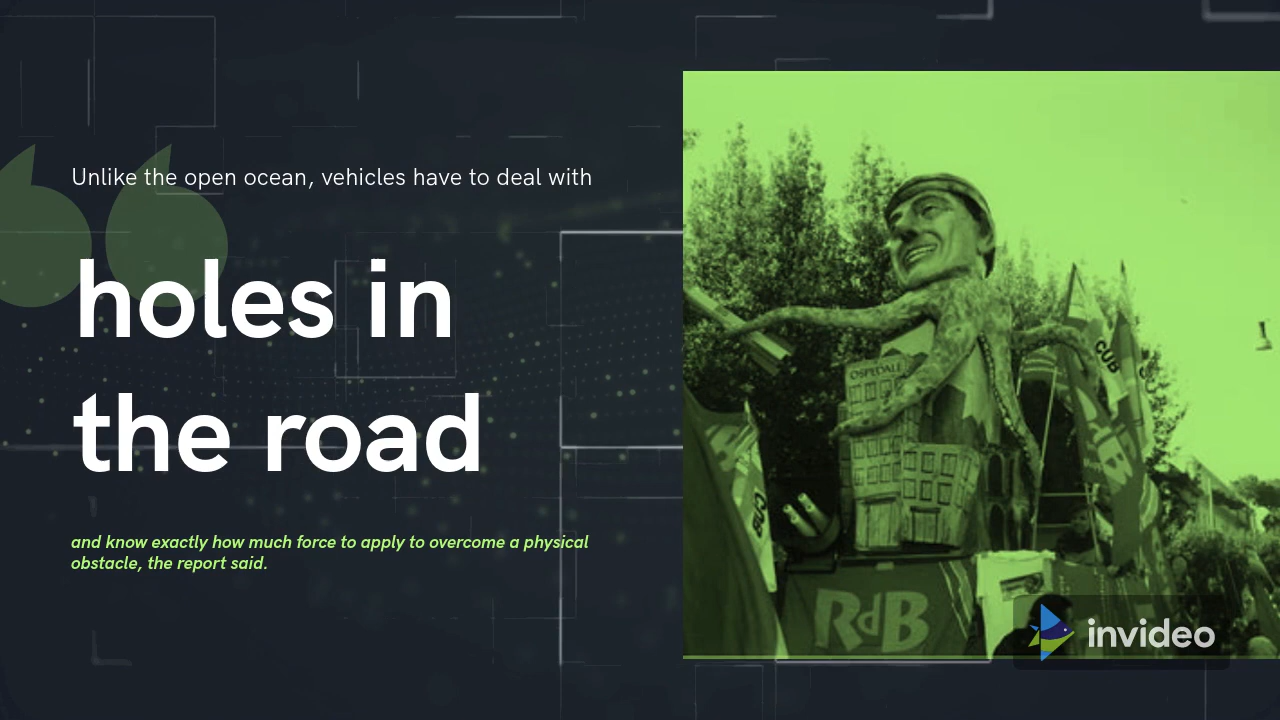 Unlike the open ocean, vehicles have to deal with
holes in
the road
and know exactly how much force to apply to overcome a physical
obstacle, the report said.
OSPEDALE
CUB
CUB
RdB
invideo